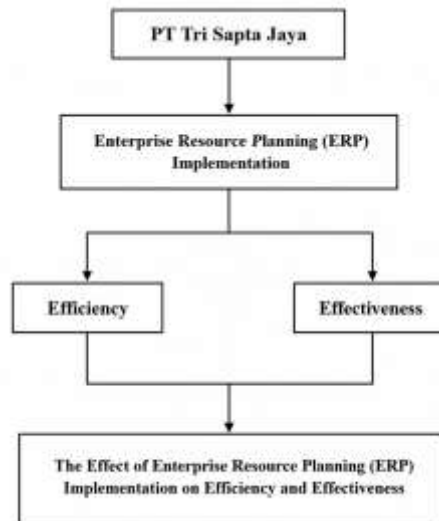 PT Tri Sapta Jaya
Enterprise Resource Planning (ERP)
Implementation
Efficiency
Effectiveness
The Effect of Enterprise Resource Planning (ERP)
Implementation on Efficiency and Effectiveness